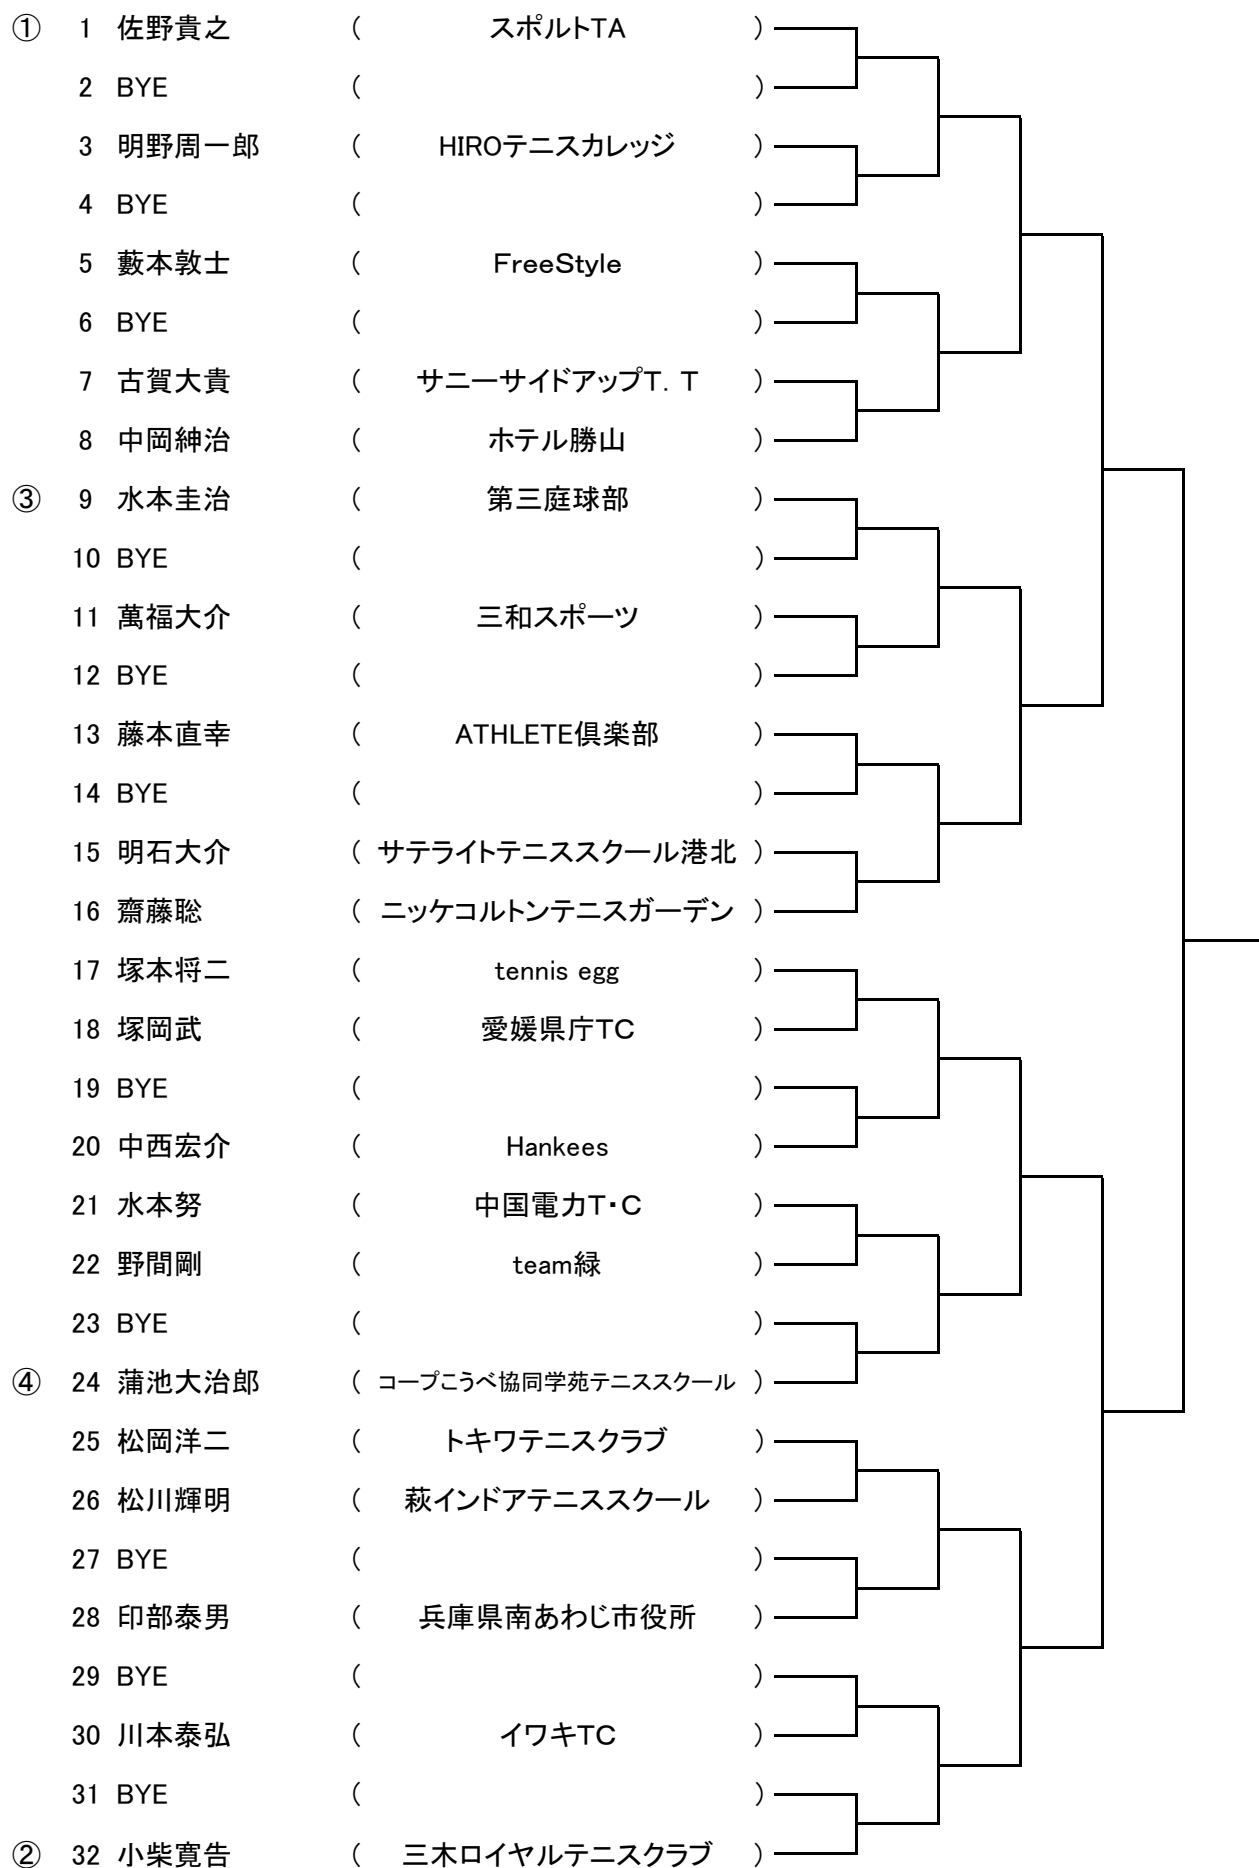 ① 1 佐野貴之 ( スポルトTA )
2 BYE ( )
3 明野周一郎 ( HIROテニスカレッジ )
4 BYE ( )
5 藪本敦士 ( FreeStyle )
6 BYE ( )
7 古賀大貴 ( サニーサイドアップT．T )
8 中岡紳治 ( ホテル勝山 )
③ 9 水本圭治 ( 第三庭球部 )
10 BYE ( )
11 萬福大介 ( 三和スポーツ )
12 BYE ( )
13 藤本直幸 ( ATHLETE倶楽部 )
14 BYE ( )
15 明石大介 ( サテライトテニススクール港北 )
16 齋藤聡 ( ニッケコルトンテニスガーデン )
17 塚本将二 ( tennis egg )
18 塚岡武 ( 愛媛県庁TC )
19 BYE ( )
20 中西宏介 ( Hankees )
21 水本努 ( 中国電力T・C )
22 野間剛 ( team緑 )
23 BYE ( )
④ 24 蒲池大治郎 ( コープこうべ協同学苑テニススクール )
25 松岡洋二 ( トキワテニスクラブ )
26 松川輝明 ( 萩インドアテニススクール )
27 BYE ( )
28 印部泰男 ( 兵庫県南あわじ市役所 )
29 BYE ( )
30 川本泰弘 ( イワキTC )
31 BYE ( )
② 32 小柴寛告 ( 三木ロイヤルテニスクラブ )